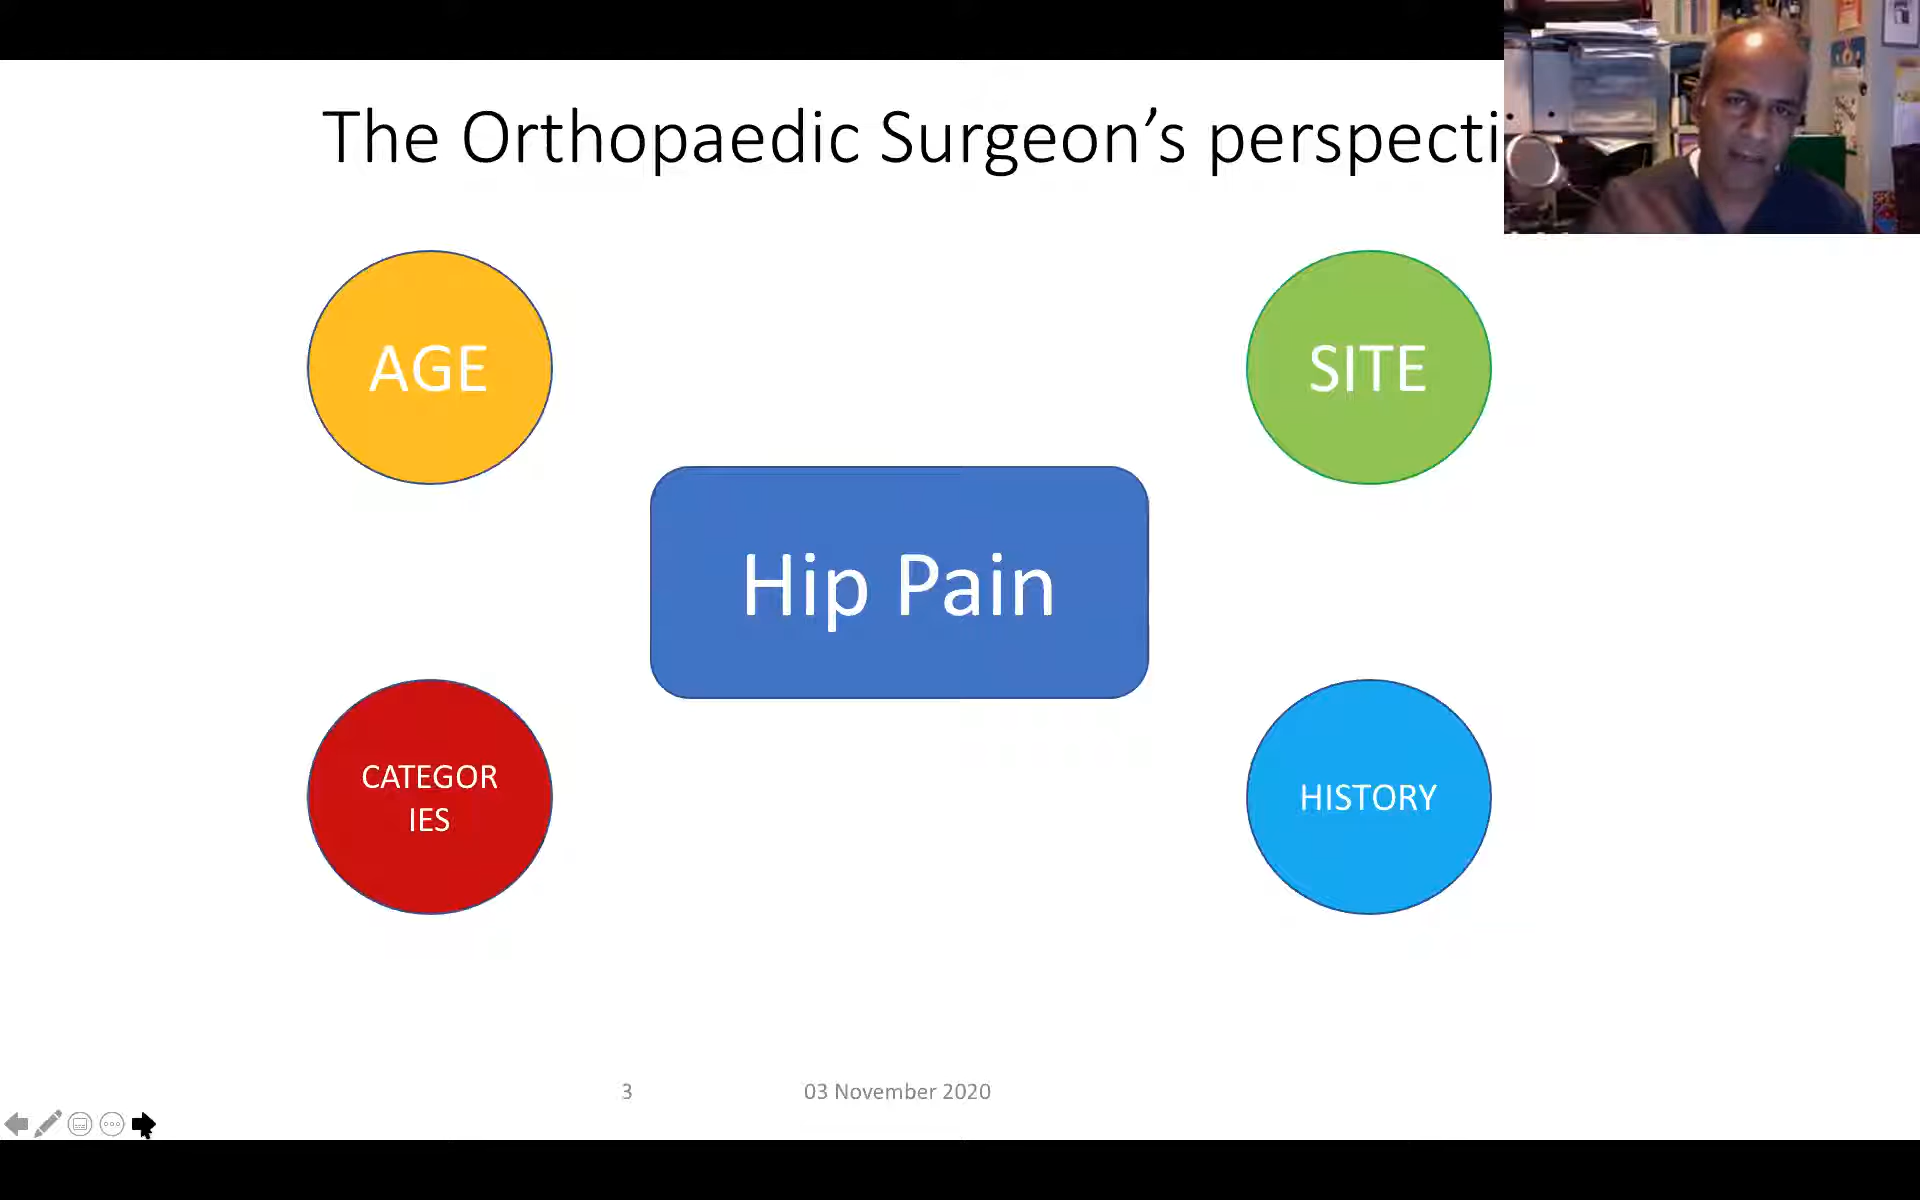 The Orthopaedic Surgeon’s perspecti
AGE
SITE
Hip Pain
CATEGOR
IES
HISTORY
3
03 November 2020